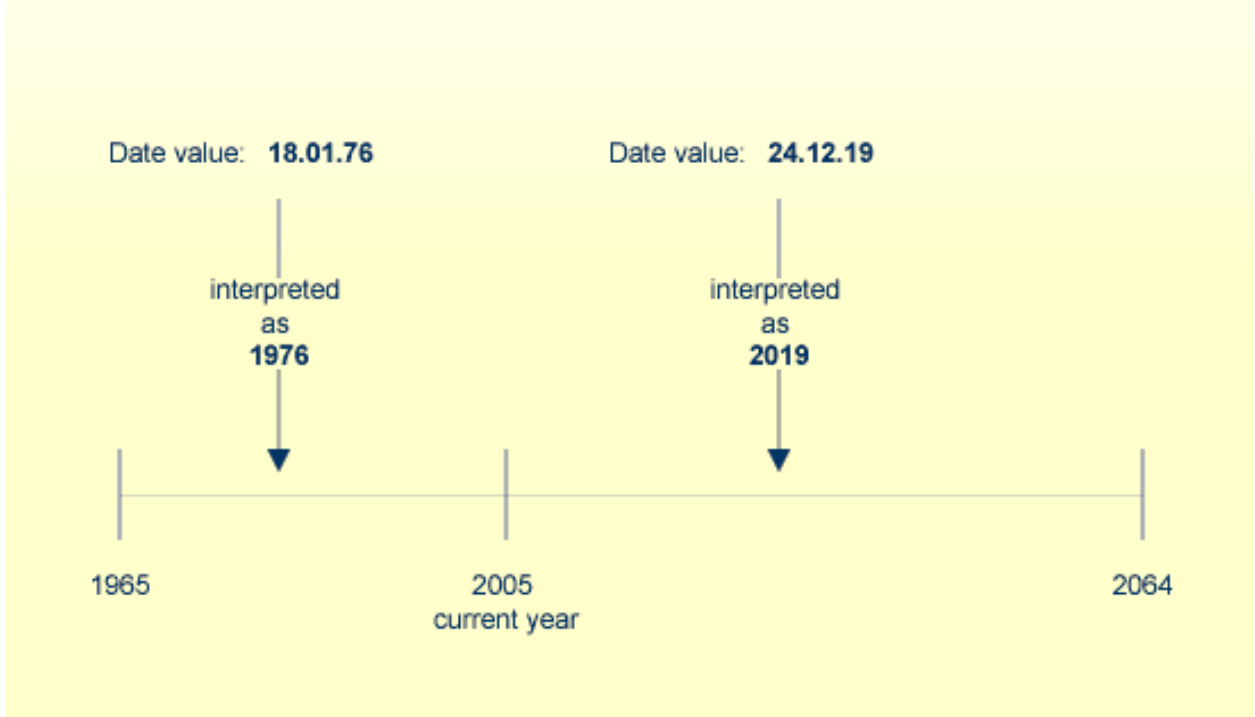 Date value: 18.01.76
Date value: 24.12.19
interpreted
as
1976
interpreted
as
2019
1965
2005
current year
2064